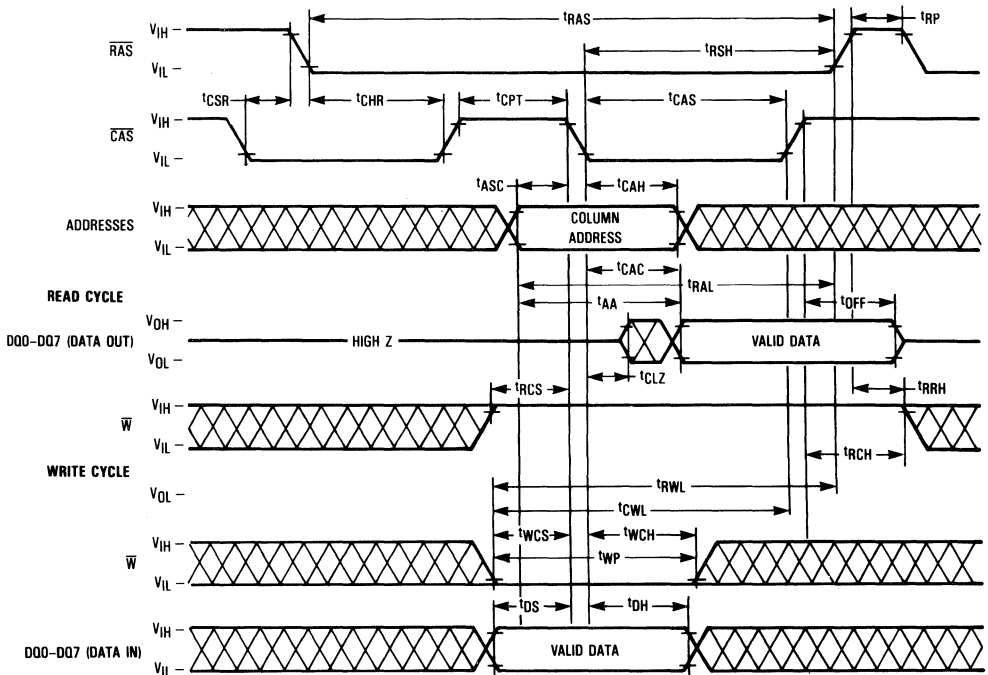 tRAS
tRP
VIH
RAS
tRSH
VIL
tCSR
tCHR
tCPT
tCAS
VIH
CAS
VIL
tASC
tCAH
VIH
ADDRESSES
COLUMN
ADDRESS
VIL
tCAC
tRAL
READ CYCLE
tAA
tOFF
VOH
DQ0-DQ7 (DATA OUT)
HIGH Z
VALID DATA
VOL
tCLZ
tRCS
tRRH
VIH
W
VIL
tRCH
WRITE CYCLE
tRWL
VOL
tCWL
tWCS
tWCH
VIH
W
tWP
VIL
tDS
tDH
VIH
DQ0-DQ7 (DATA IN)
VALID DATA
VIL